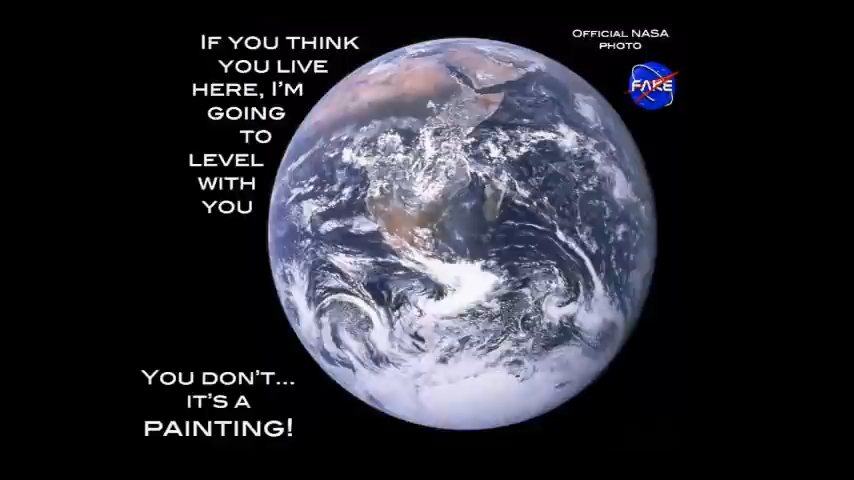 IF YOU THINK
YOU LIVE
HERE, I'M
GOING
TO
LEVEL
WITH
YOU
OFFICIAL NASA
PHOTO
FAKE
YOU DON'T...
IT'S A
PAINTING!